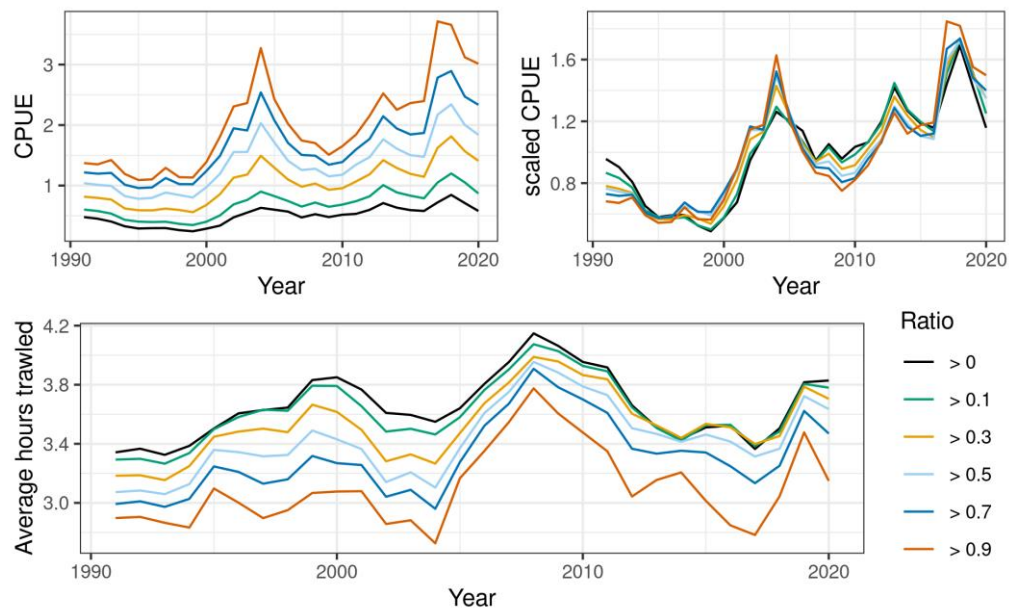 CPUE
3
2
1
1990 2000 2010 2020
Year
scaled CPUE
1.6
1.2
0.8
1990 2000 2010 2020
Year
Average hours trawled
4.2
3.8
3.4
3.0
1990 2000 2010 2020
Year
Ratio
> 0
> 0.1
> 0.3
> 0.5
> 0.7
> 0.9